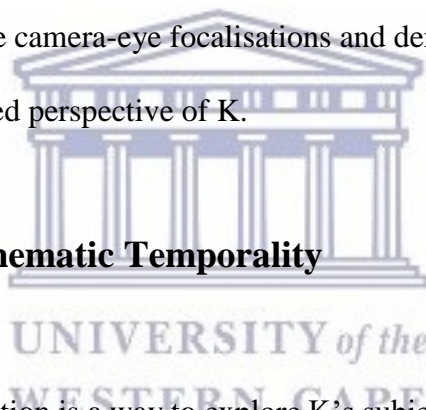 e camera-eye focalisations and de
ed perspective of K.
nematic Temporality
UNIVERSITY of the
WESTERN CAPE
tion is a way to explore K's subje